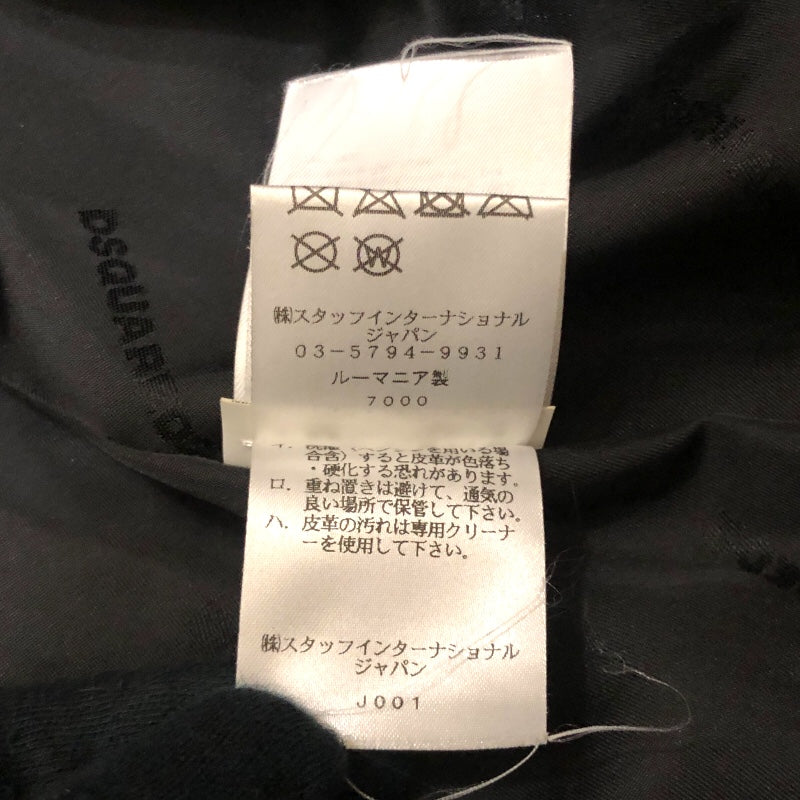 DSQUARE
W
㈱スタッフインターナショナル
ジャパン
03-5794-9931
ルーマニア製
7000
を用いる場
合含)すると皮革が色落ち
・硬化する恐れがあります。
ロ. 重ね置きは避けて、通気の
良い場所で保管して下さい。
ハ. 皮革の汚れは専用クリーナ
ーを使用して下さい。
㈱スタッフインターナショナル
ジャパン
J001